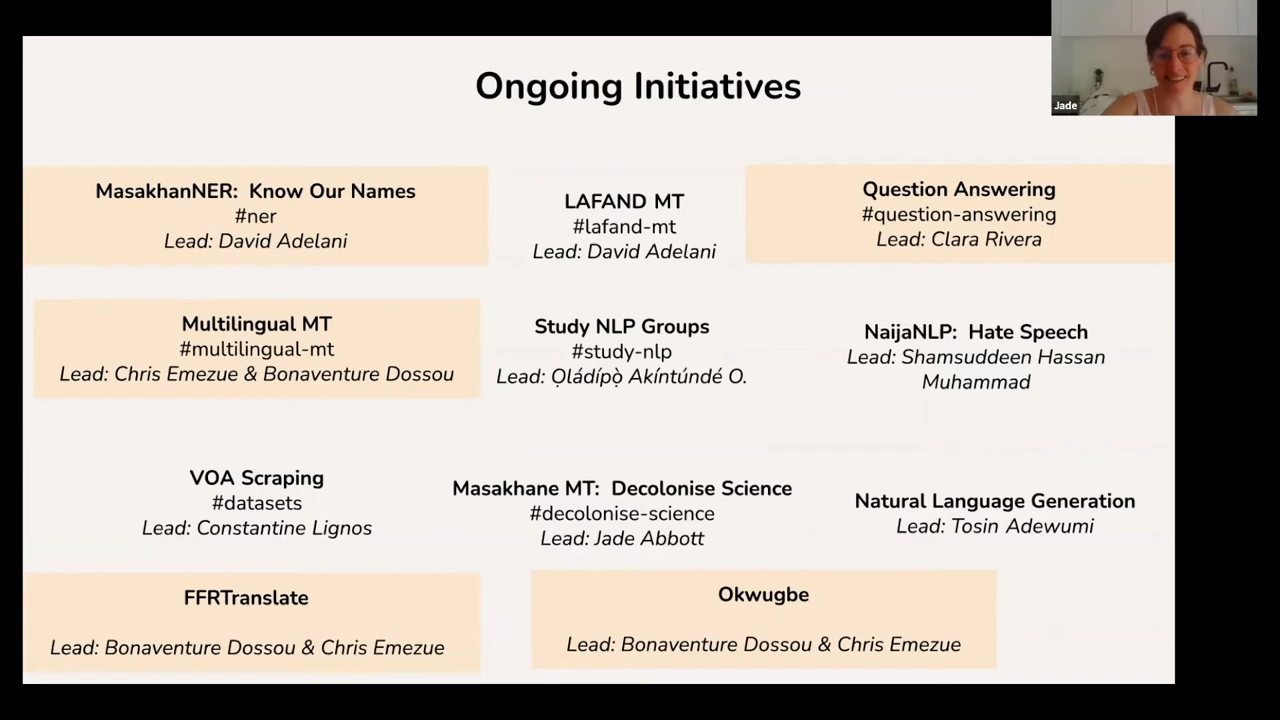 Ongoing Initiatives
Jade
MasakhanNER: Know Our Names
#ner
Lead: David Adelani
LAFAND MT
#lafand-mt
Lead: David Adelani
Question Answering
#question-answering
Lead: Clara Rivera
Multilingual MT
#multilingual-mt
Lead: Chris Emezue & Bonaventure Dossou
Study NLP Groups
#study-nlp
Lead: Ọládípọ̀ Akíntúndé O.
NaijaNLP: Hate Speech
Lead: Shamsuddeen Hassan
Muhammad
VOA Scraping
#datasets
Lead: Constantine Lignos
Masakhane MT: Decolonise Science
#decolonise-science
Lead: Jade Abbott
Natural Language Generation
Lead: Tosin Adewumi
FFRTranslate
Lead: Bonaventure Dossou & Chris Emezue
Okwugbe
Lead: Bonaventure Dossou & Chris Emezue